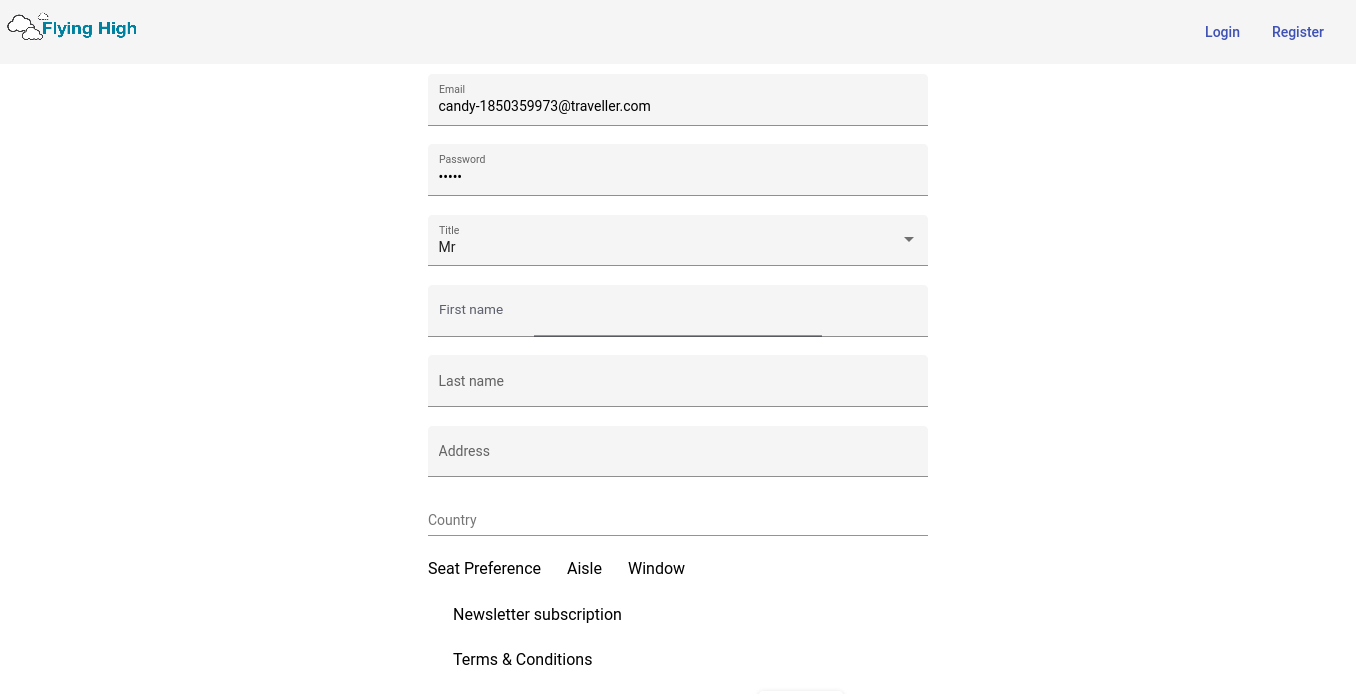 Flying High
Login
Register
Email
candy-1850359973@traveller.com
Password
•••••
Title
Mr
First name
Last name
Address
Country
Seat Preference Aisle Window
Newsletter subscription
Terms & Conditions